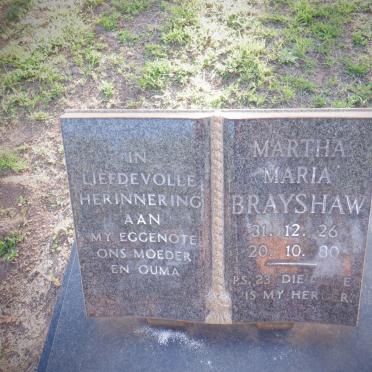 IN
LIEFDEVOLLE
HERINNERING
AAN
MY EGGENOTE
ONS MOEDER
EN OUMA
MARTHA
MARIA
BRAYSHAW
31. 12. 26
20. 10. 80
PS. 23 DIE
IS MY HERDER